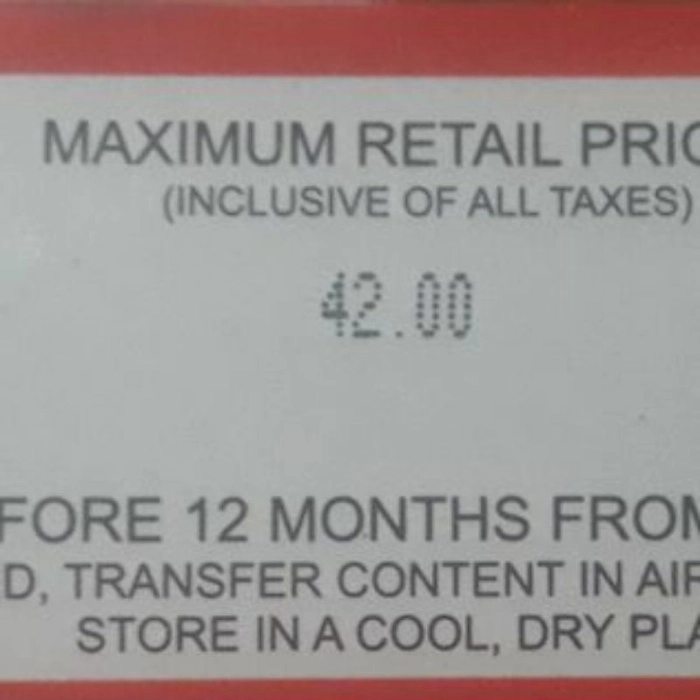 MAXIMUM RETAIL PRIC
(INCLUSIVE OF ALL TAXES)
42.00
FORE 12 MONTHS FROM
D, TRANSFER CONTENT IN AIR
STORE IN A COOL, DRY PLA